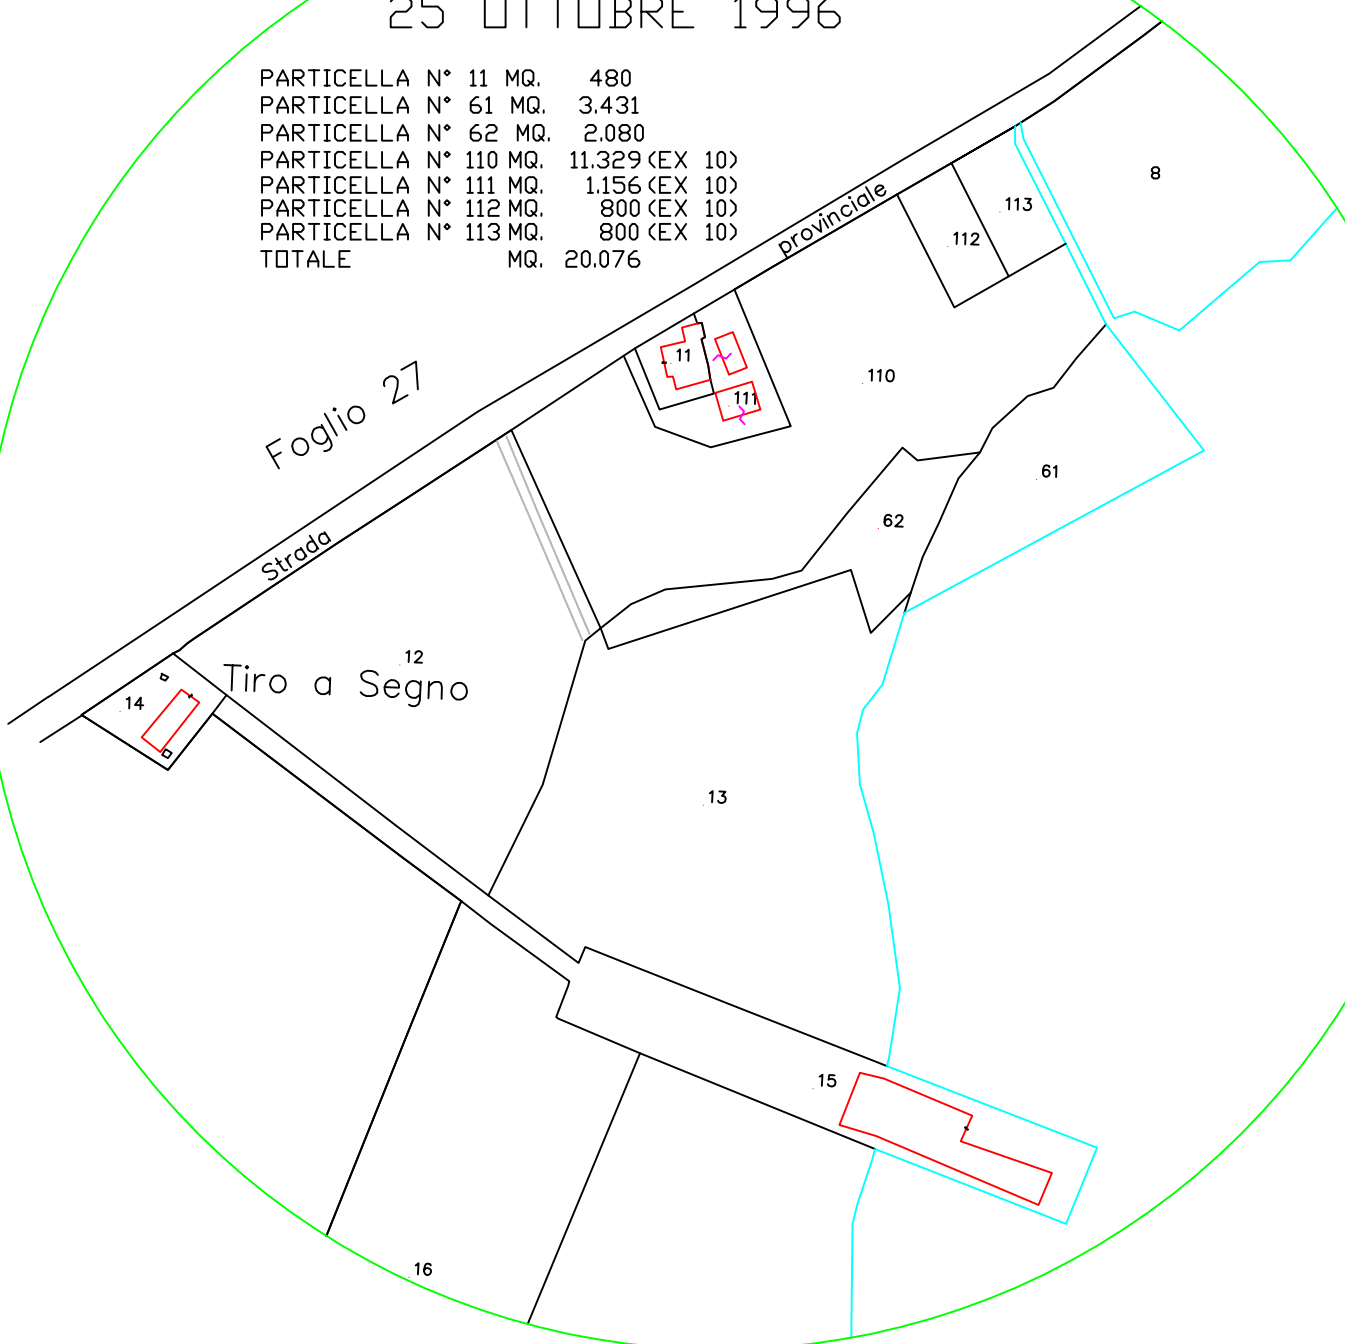 25 OTTOBRE 1996
PARTICELLA N° 11 MQ. 480
PARTICELLA N° 61 MQ. 3.431
PARTICELLA N° 62 MQ. 2.080
PARTICELLA N° 110 MQ. 11.329 (EX 10)
PARTICELLA N° 111 MQ. 1.156 (EX 10)
PARTICELLA N° 112 MQ. 800 (EX 10)
PARTICELLA N° 113 MQ. 800 (EX 10)
TOTALE MQ. 20.076
8
113
provinciale
112
11
110
111
Foglio 27
61
62
Strada
12
Tiro a Segno
14
13
15
16